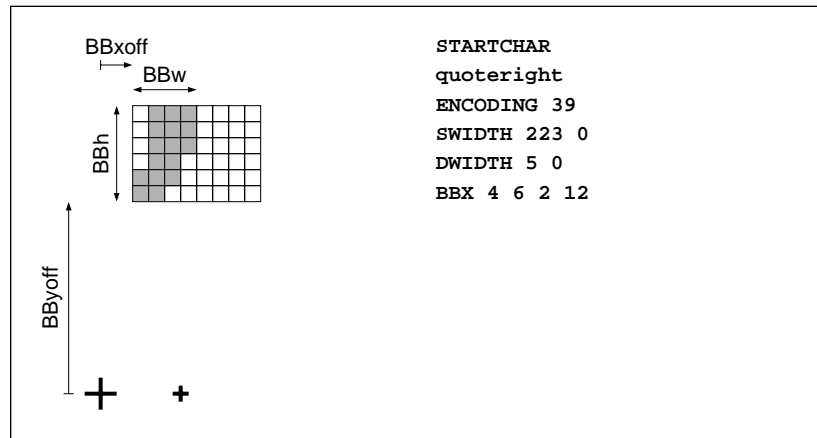 BBxoff
BBw
BBh
BByoff
STARTCHAR
quoteright
ENCODING 39
SWIDTH 223 0
DWIDTH 5 0
BBX 4 6 2 12